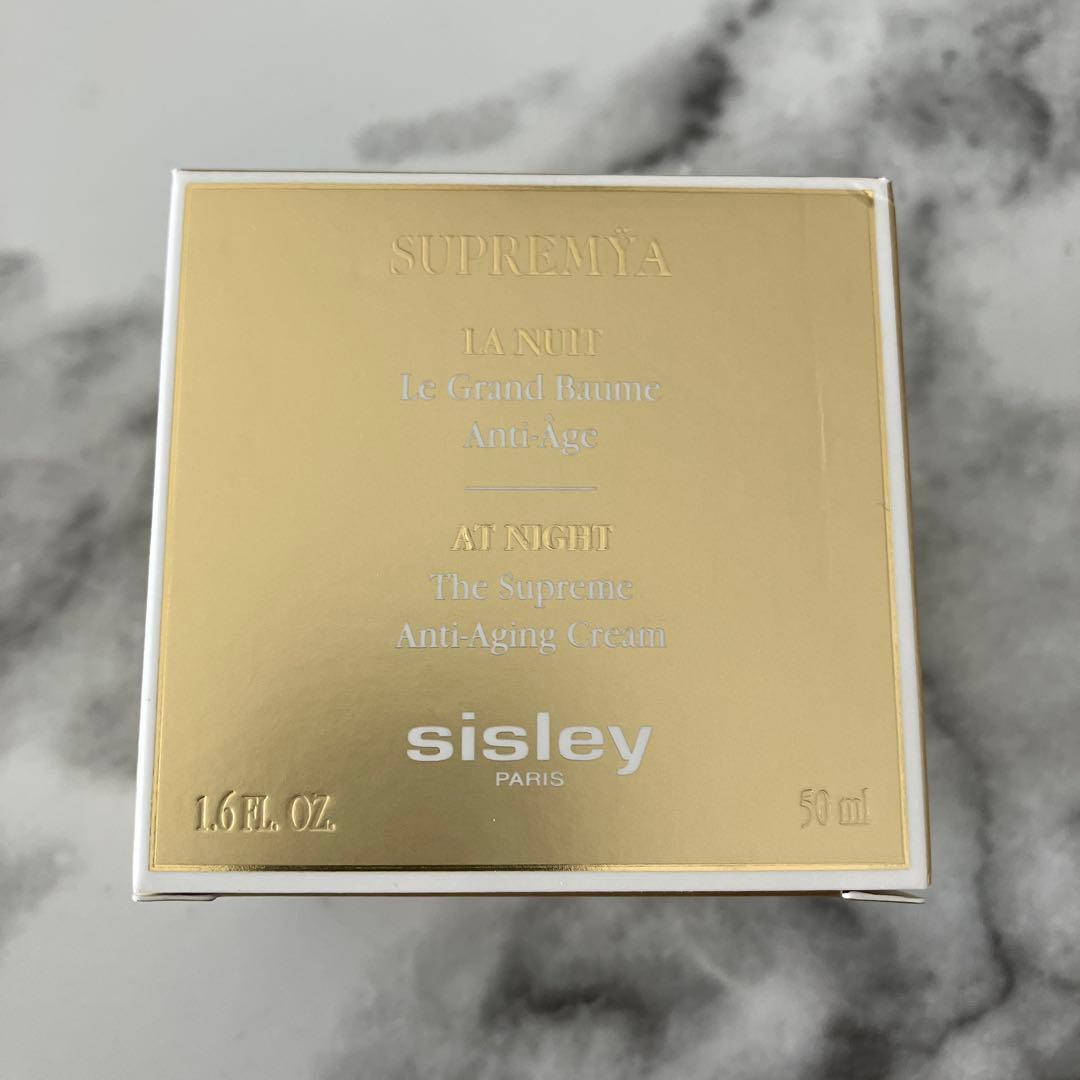 SUPREMŸA
LA NUIT
Le Grand Baume
Anti-Âge
AT NIGHT
The Supreme
Anti-Aging Cream
sisley
PARIS
1.6 FL. OZ.
50 ml